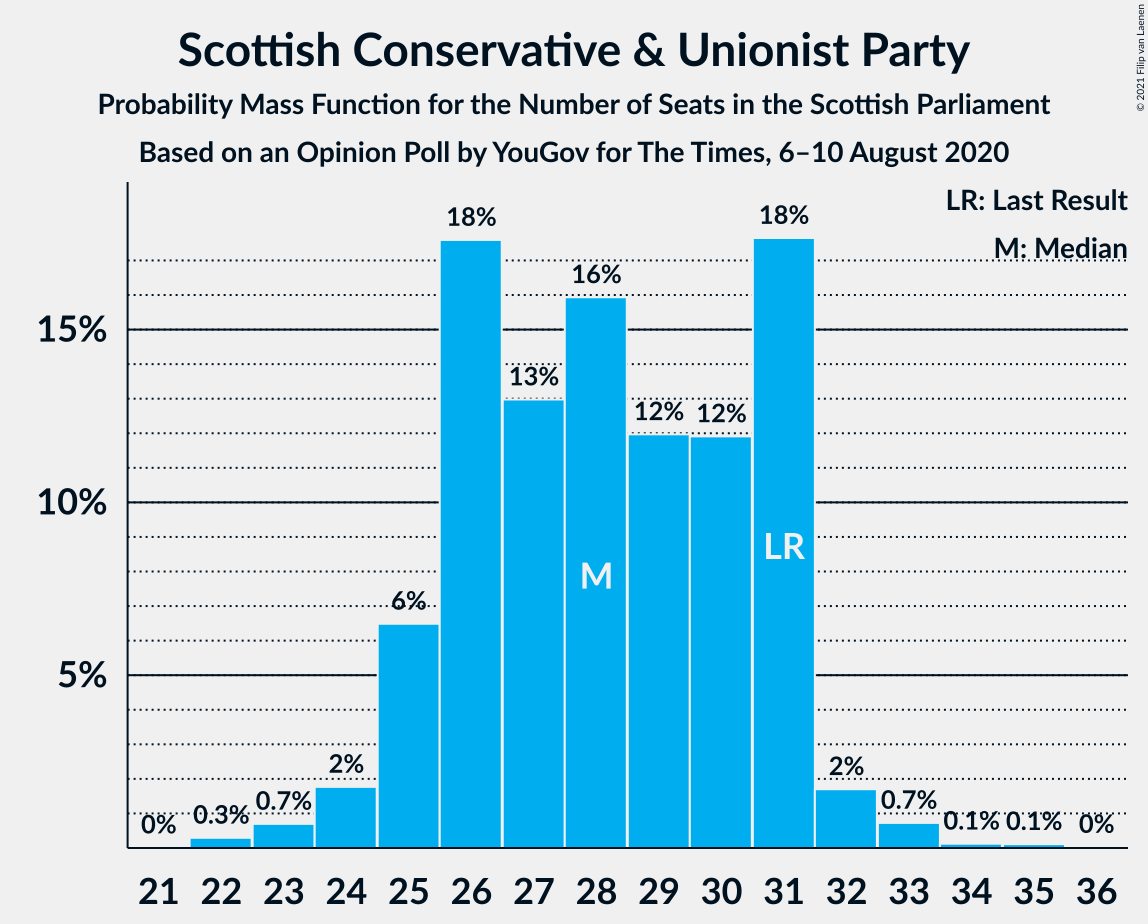 Scottish Conservative & Unionist Party
Probability Mass Function for the Number of Seats in the Scottish Parliament
Based on an Opinion Poll by YouGov for The Times, 6–10 August 2020
© 2021 Filip van Laenen
LR: Last Result
M: Median
15%
10%
5%
0%
0.3%
0.7%
2%
6%
18%
13%
16%
12%
12%
18%
2%
0.7%
0.1%
0.1%
0%
M
LR
21 22 23 24 25 26 27 28 29 30 31 32 33 34 35 36